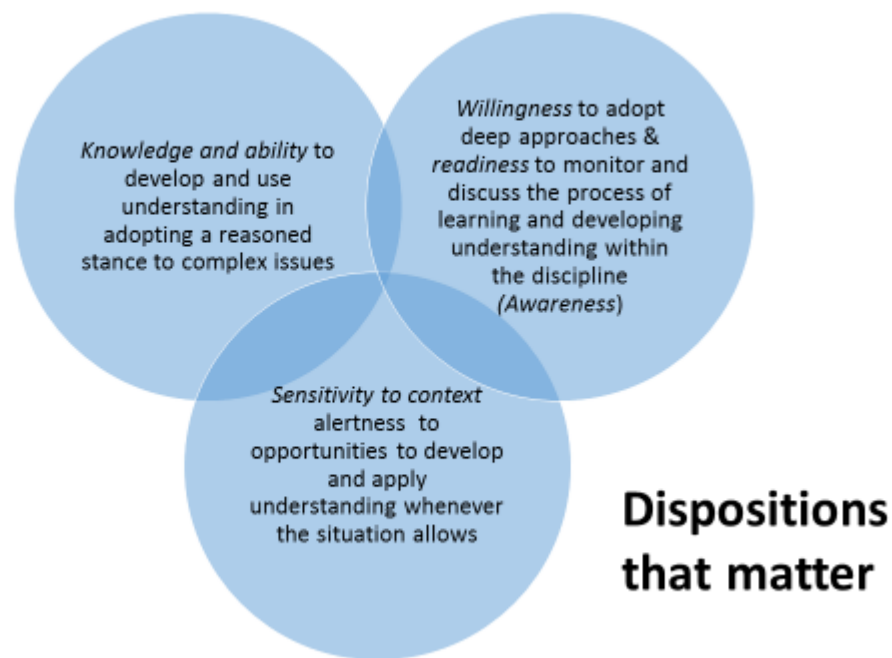 Knowledge and ability to
develop and use
understanding in
adopting a reasoned
stance to complex issues
Willingness to adopt
deep approaches &
readiness to monitor and
discuss the process of
learning and developing
understanding within
the discipline
(Awareness)
Sensitivity to context
alertness to
opportunities to develop
and apply
understanding whenever
the situation allows
Dispositions
that matter